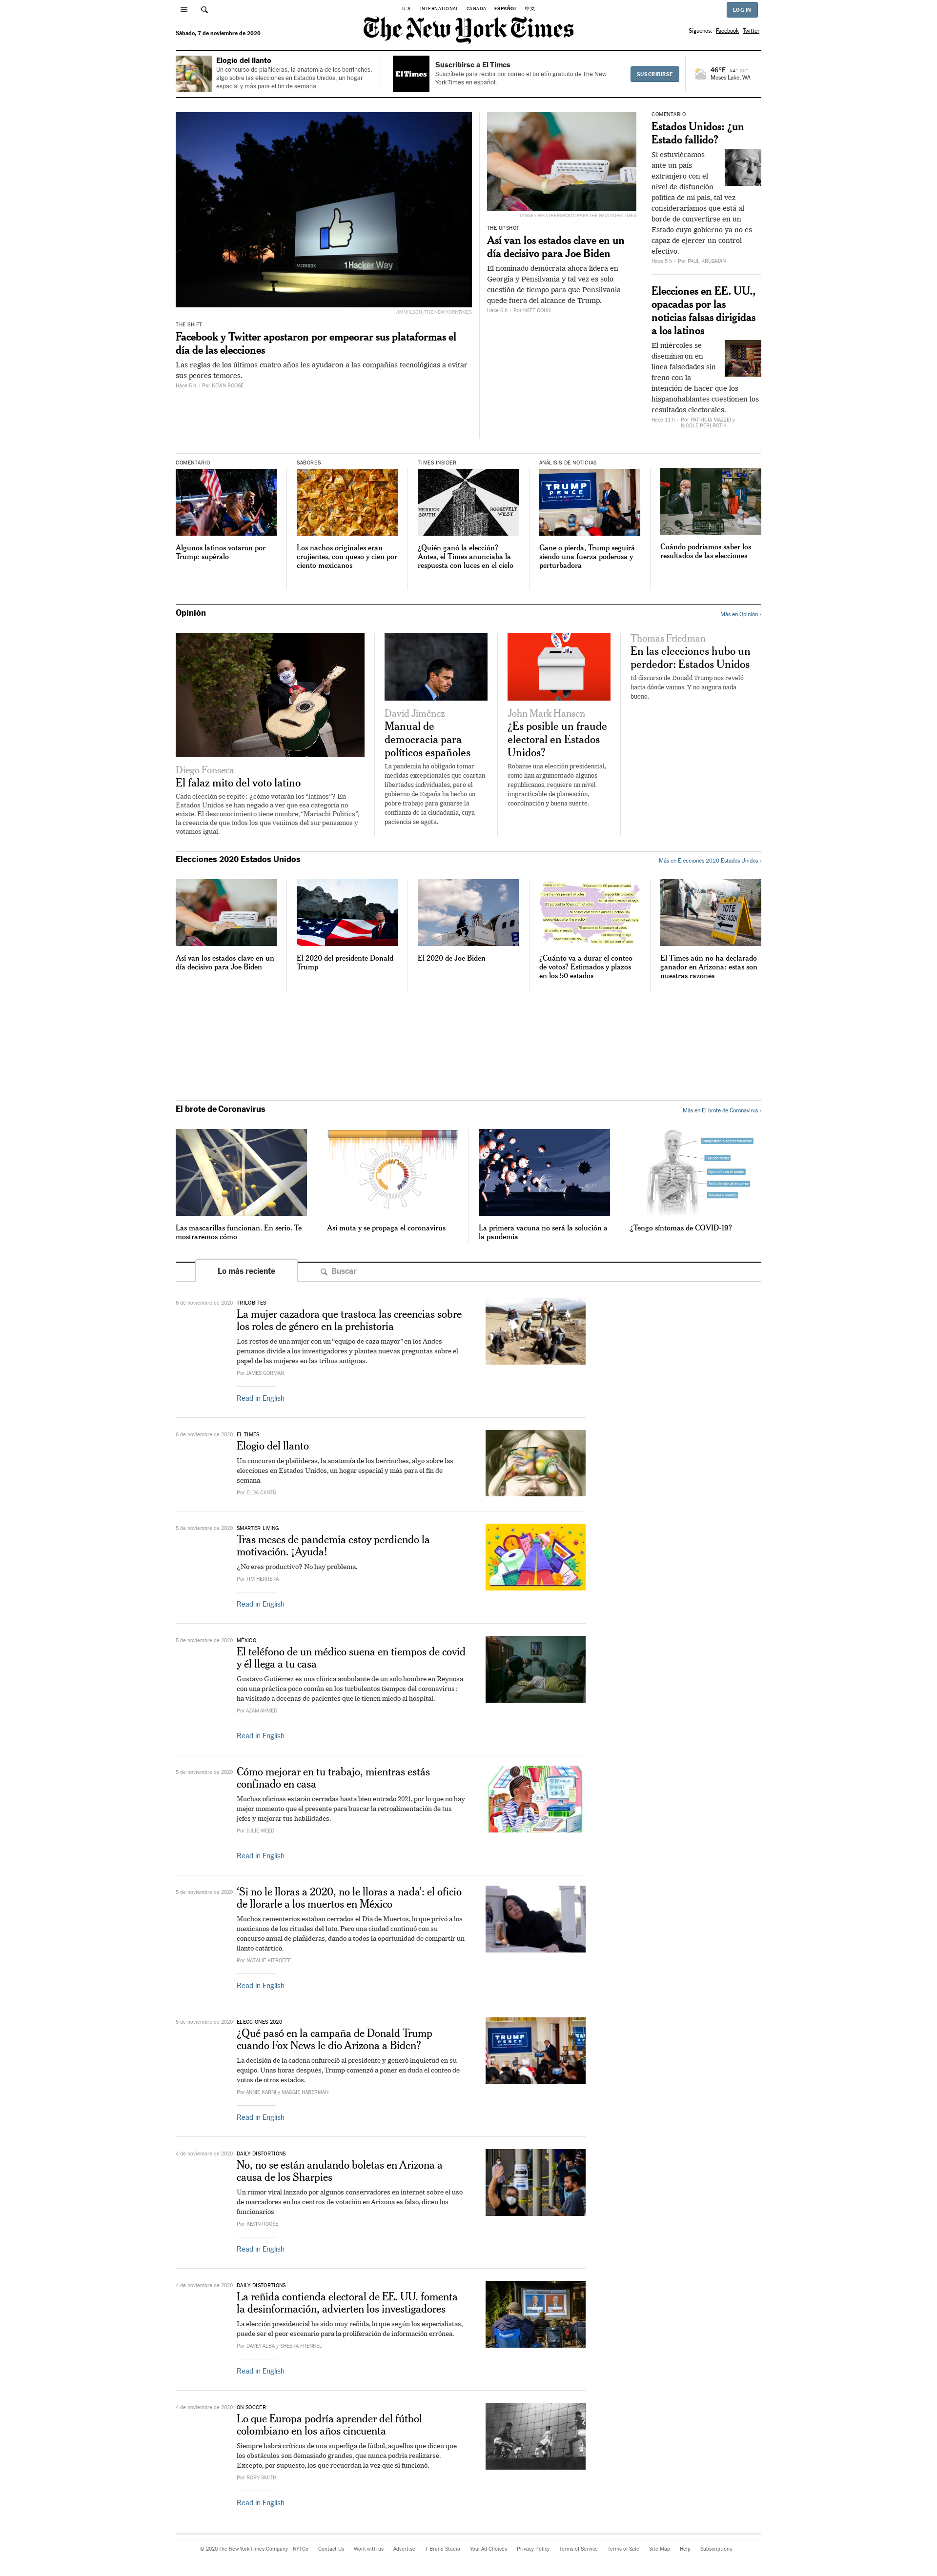 U.S.
INTERNATIONAL
CANADA
ESPAÑOL
中文
LOG IN
The New York Times
Sábado, 7 de noviembre de 2020
Síguenos: Facebook Twitter
Elogio del llanto
Un concurso de plañideras, la anatomía de los berrinches,
algo sobre las elecciones en Estados Unidos, un hogar
espacial y más para el fin de semana.
El Times
Suscribirse a El Times
Suscríbete para recibir por correo el boletín gratuito de The New
York Times en español.
SUSCRIBIRSE
46°F 54° 30°
Moses Lake, WA
FACEBOOK 1 Hacker Way
JIM WILSON/THE NEW YORK TIMES
THE SHIFT
Facebook y Twitter apostaron por empeorar sus plataformas el
día de las elecciones
Las reglas de los últimos cuatro años les ayudaron a las compañías tecnológicas a evitar
sus peores temores.
Hace 5 h • Por KEVIN ROOSE
LYNSEY WEATHERSPOON PARA THE NEW YORK TIMES
THE UPSHOT
Así van los estados clave en un
día decisivo para Joe Biden
El nominado demócrata ahora lidera en
Georgia y Pensilvania y tal vez es solo
cuestión de tiempo para que Pensilvania
quede fuera del alcance de Trump.
Hace 6 h • Por NATE COHN
COMENTARIO
Estados Unidos: ¿un
Estado fallido?
Si estuviéramos
ante un país
extranjero con el
nivel de disfunción
política de mi país, tal vez
consideraríamos que está al
borde de convertirse en un
Estado cuyo gobierno ya no es
capaz de ejercer un control
efectivo.
Hace 5 h • Por PAUL KRUGMAN
Elecciones en EE. UU.,
opacadas por las
noticias falsas dirigidas
a los latinos
El miércoles se
diseminaron en
línea falsedades sin
freno con la
intención de hacer que los
hispanohablantes cuestionen los
resultados electorales.
Hace 11 h • Por PATRICIA MAZZEI y
NICOLE PERLROTH
COMENTARIO
Algunos latinos votaron por
Trump: supéralo
SABORES
Los nachos originales eran
crujientes, con queso y cien por
ciento mexicanos
TIMES INSIDER
HERRICK SOUTH
ROOSEVELT WEST
¿Quién ganó la elección?
Antes, el Times anunciaba la
respuesta con luces en el cielo
ANÁLISIS DE NOTICIAS
TRUMP PENCE
Gane o pierda, Trump seguirá
siendo una fuerza poderosa y
perturbadora
Cuándo podríamos saber los
resultados de las elecciones
Opinión
Más en Opinión ›
Diego Fonseca
El falaz mito del voto latino
Cada elección se repite: ¿cómo votarán los “latinos”? En
Estados Unidos se han negado a ver que esa categoría no
existe. El desconocimiento tiene nombre, “Mariachi Politics”,
la creencia de que todos los que venimos del sur pensamos y
votamos igual.
David Jiménez
Manual de
democracia para
políticos españoles
La pandemia ha obligado tomar
medidas excepcionales que coartan
libertades individuales, pero el
gobierno de España ha hecho un
pobre trabajo para ganarse la
confianza de la ciudadanía, cuya
paciencia se agota.
John Mark Hansen
¿Es posible un fraude
electoral en Estados
Unidos?
Robarse una elección presidencial,
como han argumentado algunos
republicanos, requiere un nivel
impracticable de planeación,
coordinación y buena suerte.
Thomas Friedman
En las elecciones hubo un
perdedor: Estados Unidos
El discurso de Donald Trump nos reveló
hacia dónde vamos. Y no augura nada
bueno.
Elecciones 2020 Estados Unidos
Más en Elecciones 2020 Estados Unidos ›
Así van los estados clave en un
día decisivo para Joe Biden
El 2020 del presidente Donald
Trump
El 2020 de Joe Biden
¿Cuánto va a durar el conteo
de votos? Estimados y plazos
en los 50 estados
VOTE HERE / AQUÍ
El Times aún no ha declarado
ganador en Arizona: estas son
nuestras razones
El brote de Coronavirus
Más en El brote de Coronavirus ›
Las mascarillas funcionan. En serio. Te
mostraremos cómo
Así muta y se propaga el coronavirus
La primera vacuna no será la solución a
la pandemia
¿Tengo síntomas de COVID-19?
Lo más reciente
Buscar
6 de noviembre de 2020
TRILOBITES
La mujer cazadora que trastoca las creencias sobre
los roles de género en la prehistoria
Los restos de una mujer con un “equipo de caza mayor” en los Andes
peruanos divide a los investigadores y plantea nuevas preguntas sobre el
papel de las mujeres en las tribus antiguas.
Por JAMES GORMAN
Read in English
6 de noviembre de 2020
EL TIMES
Elogio del llanto
Un concurso de plañideras, la anatomía de los berrinches, algo sobre las
elecciones en Estados Unidos, un hogar espacial y más para el fin de
semana.
Por ELDA CANTÚ
5 de noviembre de 2020
SMARTER LIVING
Tras meses de pandemia estoy perdiendo la
motivación. ¡Ayuda!
¿No eres productivo? No hay problema.
Por TIM HERRERA
Read in English
5 de noviembre de 2020
MÉXICO
El teléfono de un médico suena en tiempos de covid
y él llega a tu casa
Gustavo Gutiérrez es una clínica ambulante de un solo hombre en Reynosa
con una práctica poco común en los turbulentos tiempos del coronavirus:
ha visitado a decenas de pacientes que le tienen miedo al hospital.
Por AZAM AHMED
Read in English
5 de noviembre de 2020
Cómo mejorar en tu trabajo, mientras estás
confinado en casa
Muchas oficinas estarán cerradas hasta bien entrado 2021, por lo que no hay
mejor momento que el presente para buscar la retroalimentación de tus
jefes y mejorar tus habilidades.
Por JULIE WEED
Read in English
5 de noviembre de 2020
‘Si no le lloras a 2020, no le lloras a nada’: el oficio
de llorarle a los muertos en México
Muchos cementerios estaban cerrados el Día de Muertos, lo que privó a los
mexicanos de los rituales del luto. Pero una ciudad continuó con su
concurso anual de plañideras, dando a todos la oportunidad de compartir un
llanto catártico.
Por NATALIE KITROEFF
Read in English
5 de noviembre de 2020
ELECCIONES 2020
¿Qué pasó en la campaña de Donald Trump
cuando Fox News le dio Arizona a Biden?
La decisión de la cadena enfureció al presidente y generó inquietud en su
equipo. Unas horas después, Trump comenzó a poner en duda el conteo de
votos de otros estados.
Por ANNIE KARNI y MAGGIE HABERMAN
Read in English
TRUMP PENCE
4 de noviembre de 2020
DAILY DISTORTIONS
No, no se están anulando boletas en Arizona a
causa de los Sharpies
Un rumor viral lanzado por algunos conservadores en internet sobre el uso
de marcadores en los centros de votación en Arizona es falso, dicen los
funcionarios
Por KEVIN ROOSE
Read in English
4 de noviembre de 2020
DAILY DISTORTIONS
La reñida contienda electoral de EE. UU. fomenta
la desinformación, advierten los investigadores
La elección presidencial ha sido muy reñida, lo que según los especialistas,
puede ser el peor escenario para la proliferación de información errónea.
Por DAVEY ALBA y SHEERA FRENKEL
Read in English
4 de noviembre de 2020
ON SOCCER
Lo que Europa podría aprender del fútbol
colombiano en los años cincuenta
Siempre habrá críticos de una superliga de fútbol, aquellos que dicen que
los obstáculos son demasiado grandes, que nunca podría realizarse.
Excepto, por supuesto, los que recuerdan la vez que sí funcionó.
Por RORY SMITH
Read in English
© 2020 The New York Times Company NYTCo Contact Us Work with us Advertise T Brand Studio Your Ad Choices Privacy Policy Terms of Service Terms of Sale Site Map Help Subscriptions